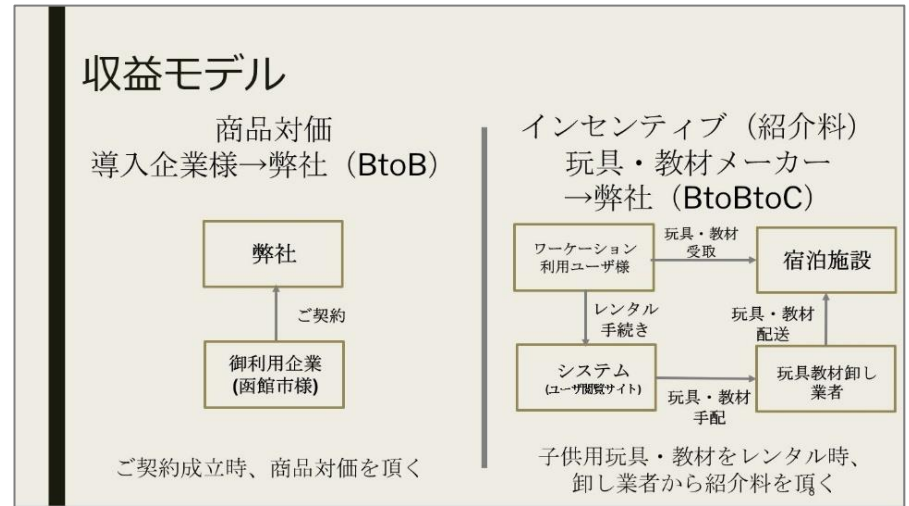 収益モデル
商品対価
導入企業様→弊社（BtoB）
弊社
ご契約
御利用企業
(函館市様)
ご契約成立時、商品対価を頂く
インセンティブ（紹介料）
玩具・教材メーカー
→弊社（BtoBtoC）
ワーケーション
利用ユーザ様
玩具・教材
受取
宿泊施設
レンタル
手続き
玩具・教材
配送
システム
(ユーザ閲覧サイト)
玩具・教材
手配
玩具教材卸し
業者
子供用玩具・教材をレンタル時、
卸し業者から紹介料を頂く
8